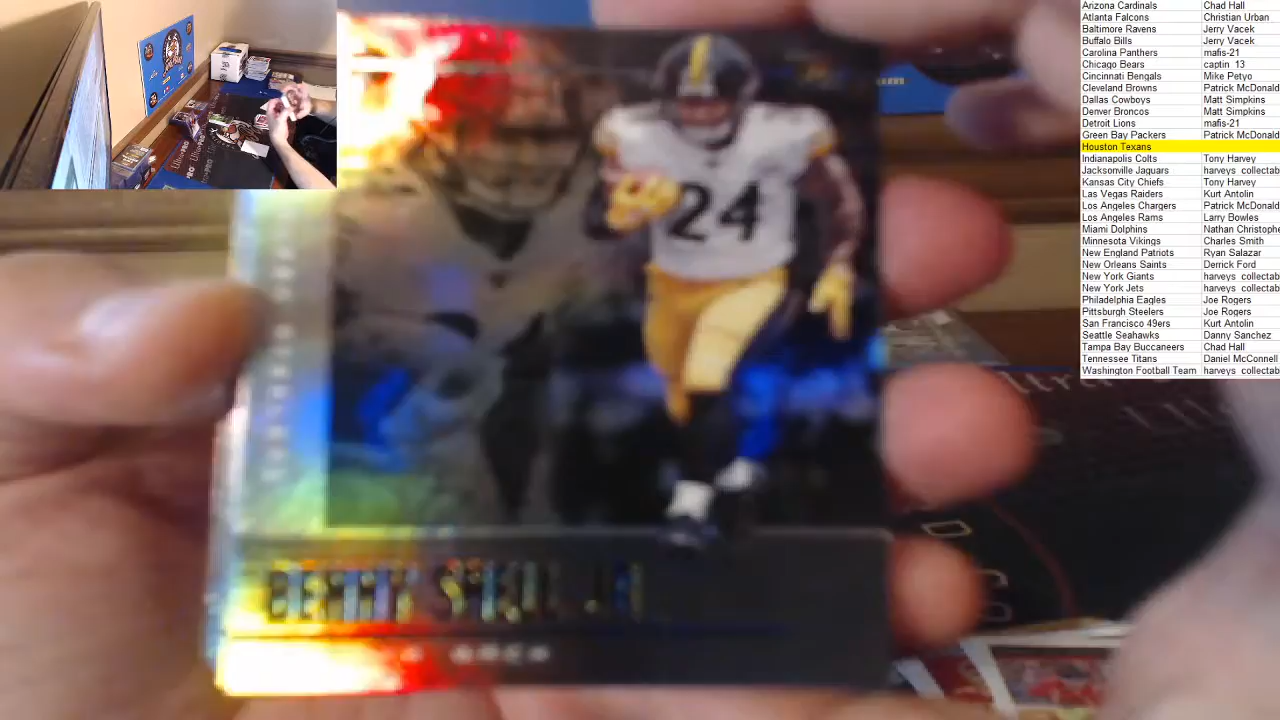 Arizona Cardinals Chad Hall
Atlanta Falcons Christian Urban
Baltimore Ravens Jerry Vacek
Buffalo Bills Jerry Vacek
Carolina Panthers mafis-21
Chicago Bears captin 13
Cincinnati Bengals Mike Petyo
Cleveland Browns Patrick McDonald
Dallas Cowboys Matt Simpkins
Denver Broncos Matt Simpkins
Detroit Lions mafis-21
Green Bay Packers Patrick McDonald
Houston Texans
Indianapolis Colts Tony Harvey
Jacksonville Jaguars harveys collectab
Kansas City Chiefs Tony Harvey
Las Vegas Raiders Kurt Antolin
Los Angeles Chargers Patrick McDonald
Los Angeles Rams Larry Bowles
Miami Dolphins Nathan Christophe
Minnesota Vikings Charles Smith
New England Patriots Ryan Salazar
New Orleans Saints Derrick Ford
New York Giants harveys collectab
New York Jets harveys collectab
Philadelphia Eagles Joe Rogers
Pittsburgh Steelers Joe Rogers
San Francisco 49ers Kurt Antolin
Seattle Seahawks Danny Sanchez
Tampa Bay Buccaneers Chad Hall
Tennessee Titans Daniel McConnell
Washington Football Team harveys collectab
24
BENNY SNELL JR